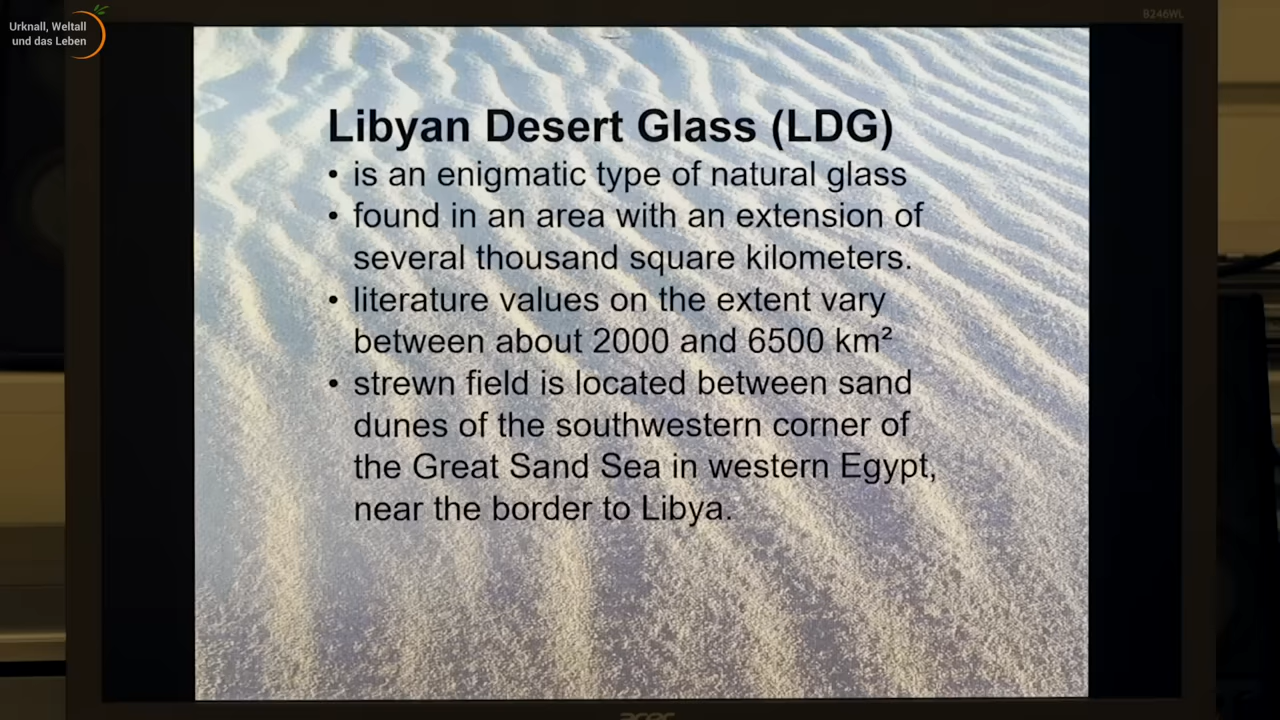 Urknall, Weltall
und das Leben
B246WL
Libyan Desert Glass (LDG)
• is an enigmatic type of natural glass
• found in an area with an extension of
several thousand square kilometers.
• literature values on the extent vary
between about 2000 and 6500 km²
• strewn field is located between sand
dunes of the southwestern corner of
the Great Sand Sea in western Egypt,
near the border to Libya.
acer